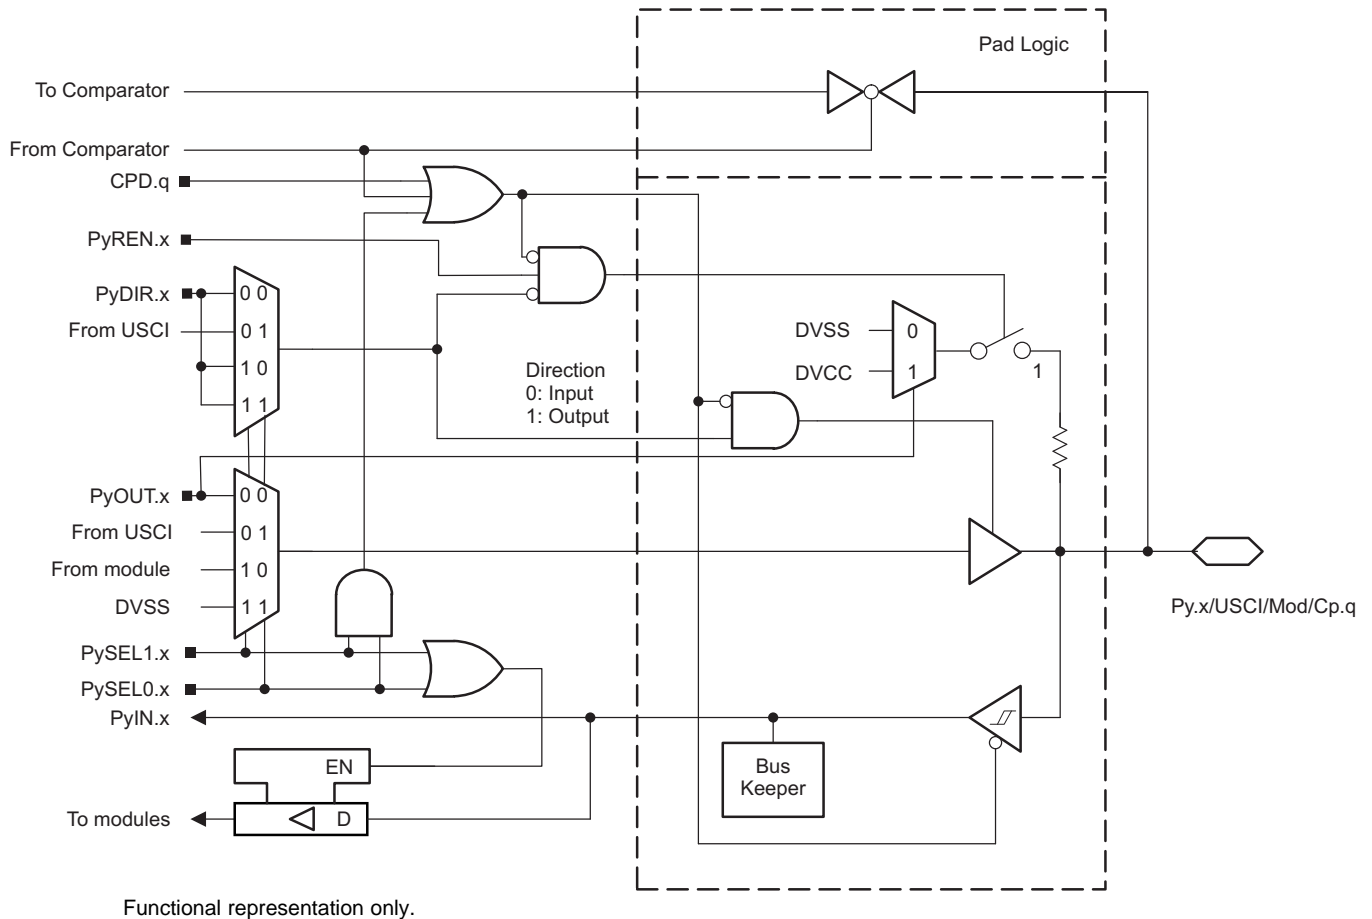 Pad Logic
To Comparator
From Comparator
CPD.q
PyREN.x
PyDIR.x
0 0
From USCI
0 1
1 0
1 1
Direction
0: Input
1: Output
DVSS
0
DVCC
1
1
PyOUT.x
0 0
From USCI
0 1
From module
1 0
DVSS
1 1
Py.x/USCI/Mod/Cp.q
PySEL1.x
PySEL0.x
PyIN.x
Bus
Keeper
EN
To modules
D
Functional representation only.